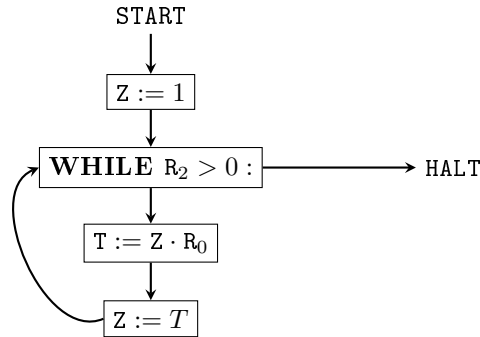 START
Z := 1
WHILE R₂ > 0 :
HALT
T := Z · R₀
Z := T